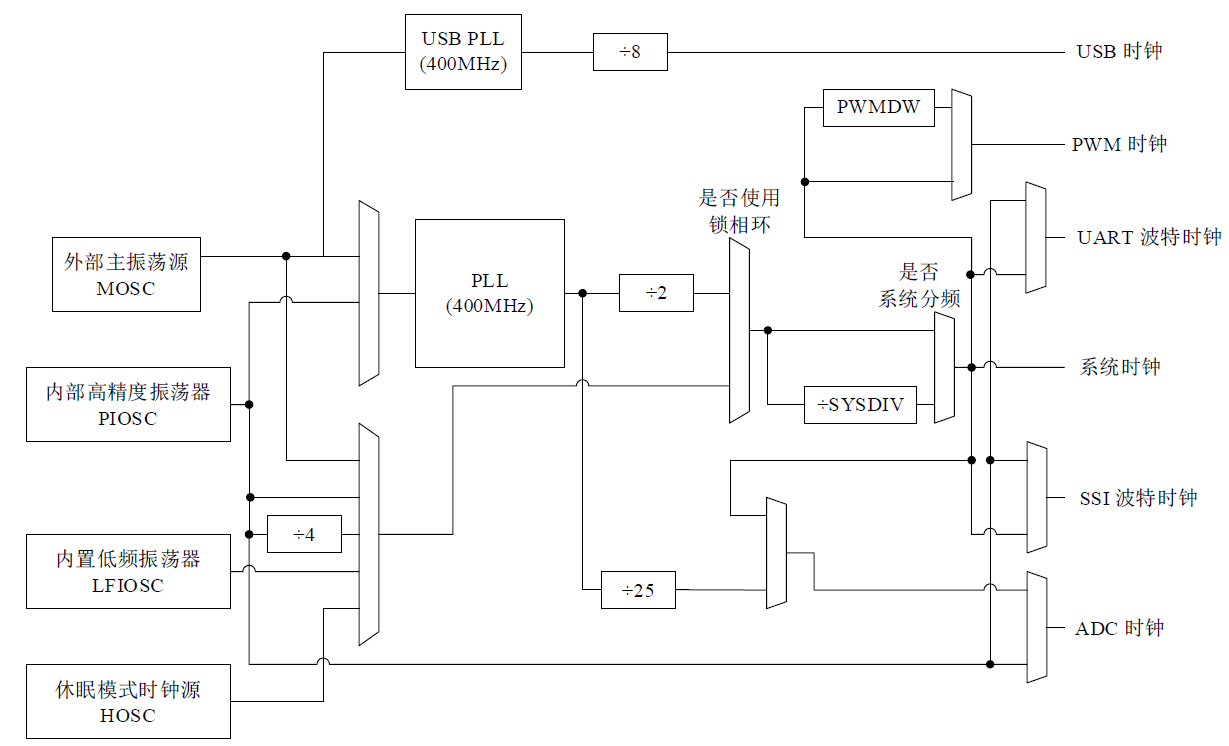 USB PLL
(400MHz)
÷8
USB 时钟
PWMDW
PWM 时钟
是否使用
锁相环
UART 波特时钟
外部主振荡源
MOSC
PLL
(400MHz)
÷2
是否
系统分频
系统时钟
内部高精度振荡器
PIOSC
÷SYSDIV
SSI 波特时钟
÷4
内置低频振荡器
LFIOSC
÷25
ADC 时钟
休眠模式时钟源
HOSC